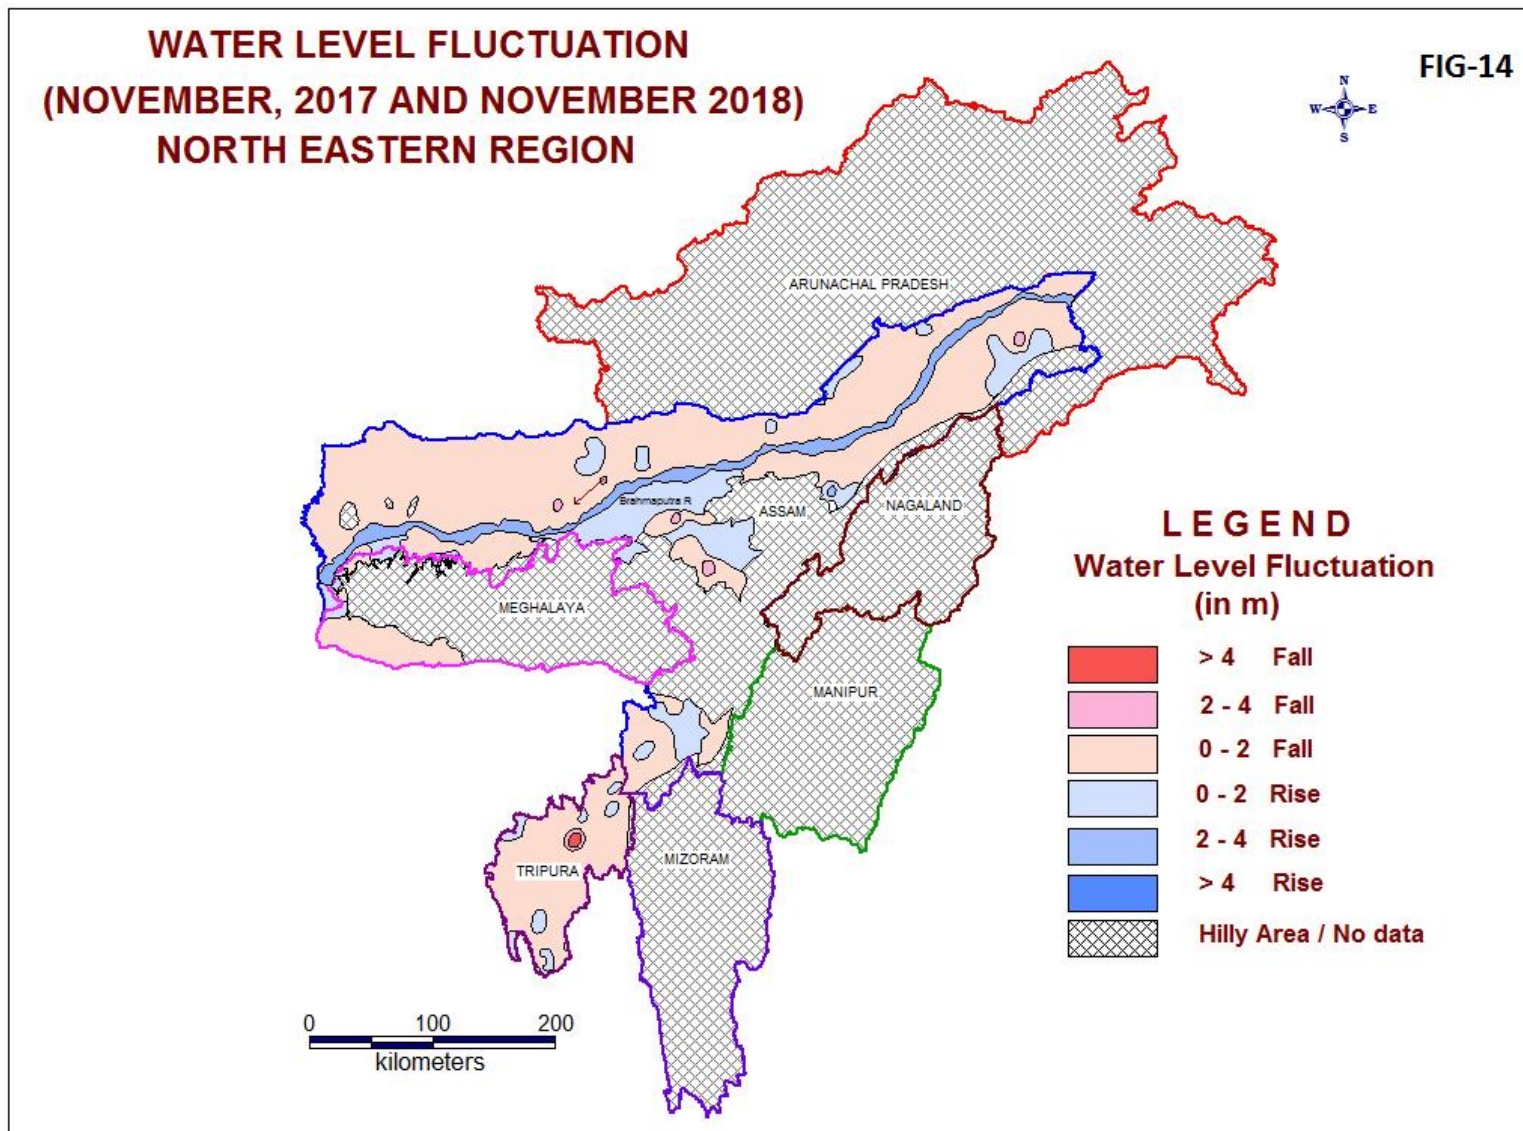 WATER LEVEL FLUCTUATION
(NOVEMBER, 2017 AND NOVEMBER 2018)
NORTH EASTERN REGION
FIG-14
N
W E
S
ARUNACHAL PRADESH
Brahmaputra R
ASSAM
NAGALAND
MEGHALAYA
MANIPUR
TRIPURA
MIZORAM
LEGEND
Water Level Fluctuation
(in m)
> 4 Fall
2 - 4 Fall
0 - 2 Fall
0 - 2 Rise
2 - 4 Rise
> 4 Rise
Hilly Area / No data
0 100 200
kilometers